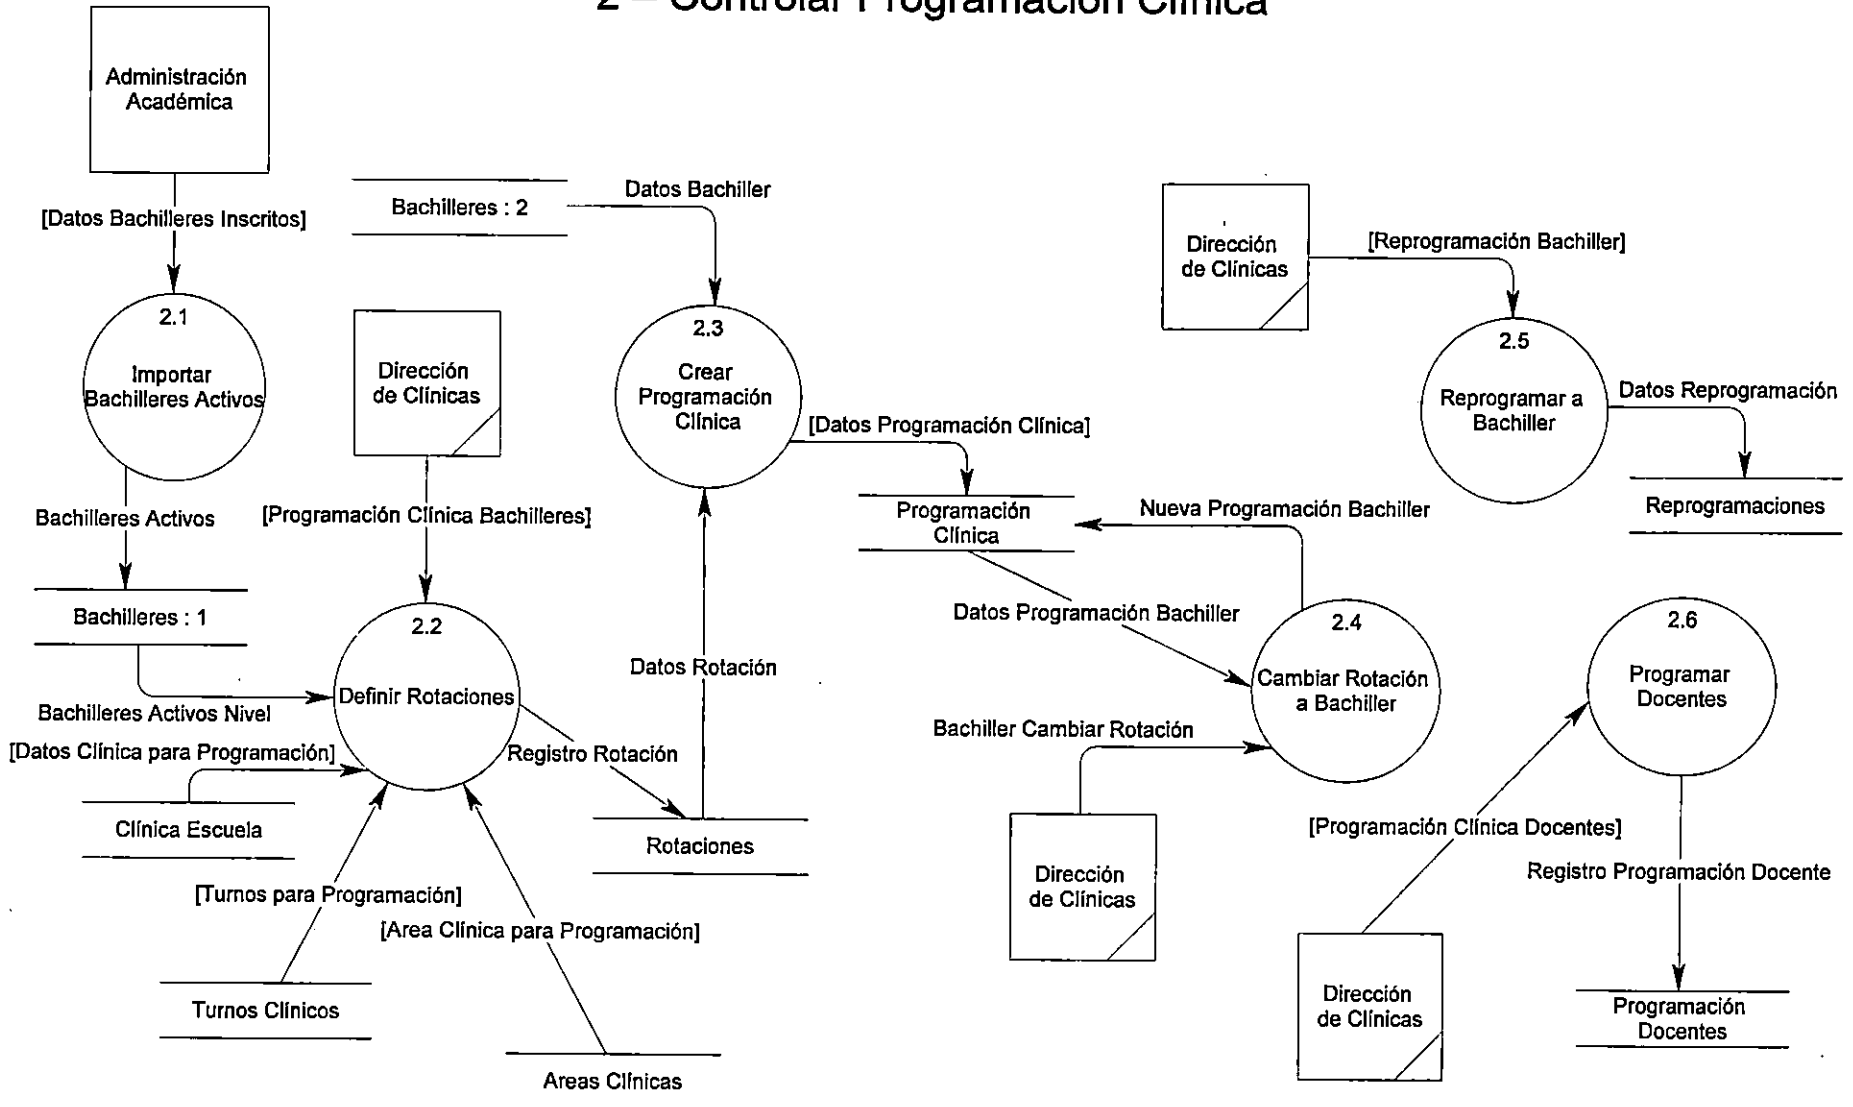 2 – Controlar Programación Clínica
Administración
Académica
[Datos Bachilleres Inscritos]
2.1
Importar
Bachilleres Activos
Bachilleres Activos
Bachilleres : 1
Bachilleres Activos Nivel
[Datos Clínica para Programación]
Clínica Escuela
[Turnos para Programación]
Turnos Clínicos
[Area Clínica para Programación]
Areas Clínicas
Dirección
de Clínicas
[Programación Clínica Bachilleres]
2.2
Definir Rotaciones
Registro Rotación
Rotaciones
Datos Rotación
Bachilleres : 2
Datos Bachiller
2.3
Crear
Programación
Clínica
[Datos Programación Clínica]
Programación
Clínica
Nueva Programación Bachiller
Datos Programación Bachiller
2.4
Cambiar Rotación
a Bachiller
Bachiller Cambiar Rotación
Dirección
de Clínicas
Dirección
de Clínicas
[Reprogramación Bachiller]
2.5
Reprogramar a
Bachiller
Datos Reprogramación
Reprogramaciones
2.6
Programar
Docentes
[Programación Clínica Docentes]
Registro Programación Docente
Dirección
de Clínicas
Programación
Docentes